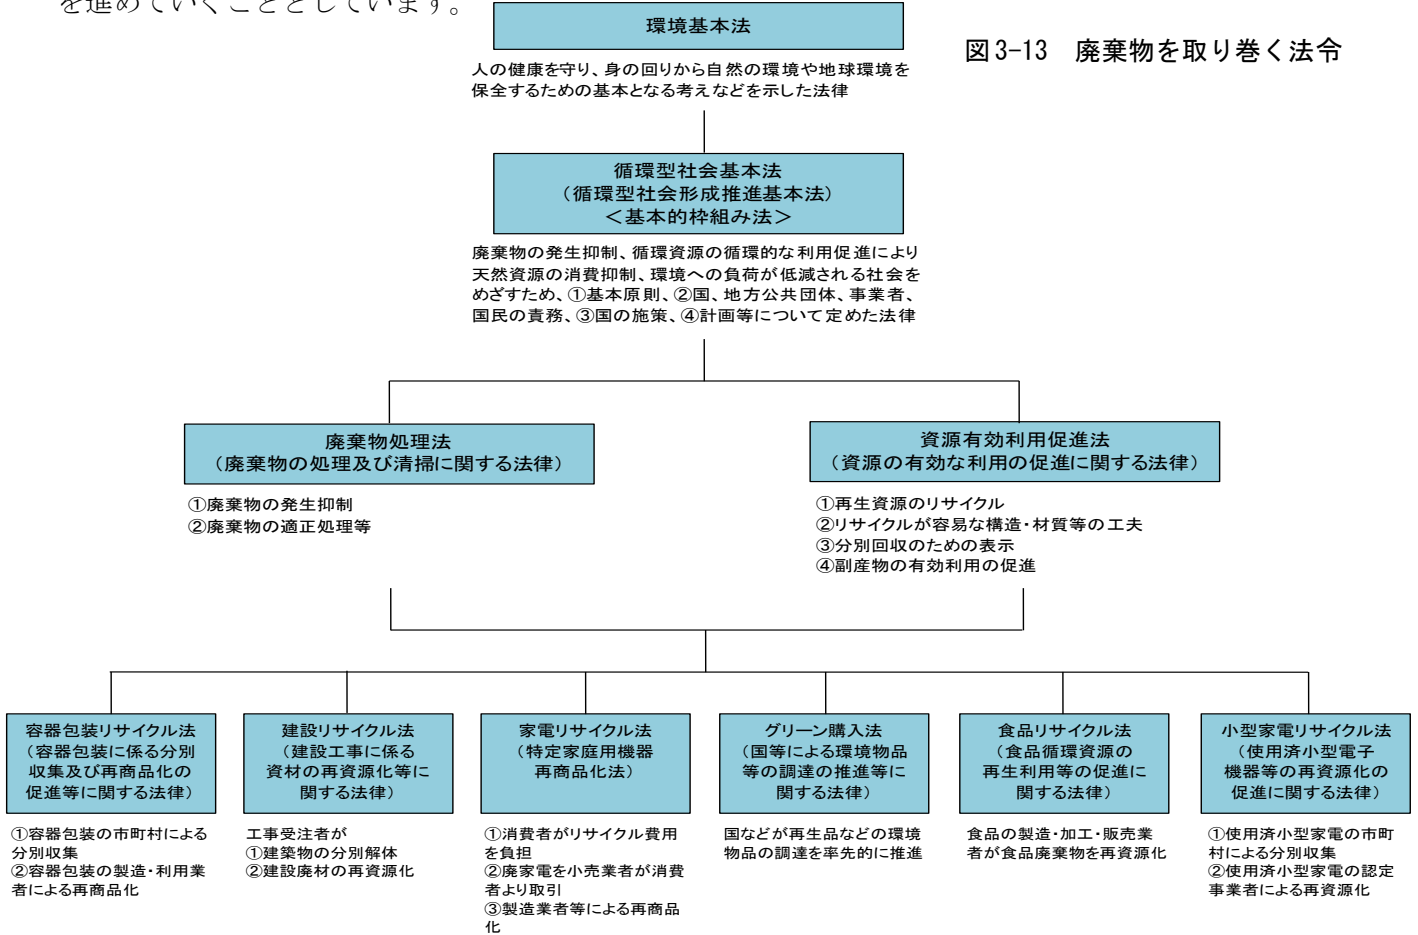 を進めていくこととしています。
環境基本法
図3-13　廃棄物を取り巻く法令
人の健康を守り、身の回りから自然の環境や地球環境を
保全するための基本となる考えなどを示した法律
循環型社会基本法
（循環型社会形成推進基本法）
＜基本的枠組み法＞
廃棄物の発生抑制、循環資源の循環的な利用促進により
天然資源の消費抑制、環境への負荷が低減される社会を
めざすため、①基本原則、②国、地方公共団体、事業者、
国民の責務、③国の施策、④計画等について定めた法律
廃棄物処理法
（廃棄物の処理及び清掃に関する法律）
①廃棄物の発生抑制
②廃棄物の適正処理等
資源有効利用促進法
（資源の有効な利用の促進に関する法律）
①再生資源のリサイクル
②リサイクルが容易な構造・材質等の工夫
③分別回収のための表示
④副産物の有効利用の促進
容器包装リサイクル法
（容器包装に係る分別
収集及び再商品化の
促進等に関する法律）
①容器包装の市町村による
分別収集
②容器包装の製造・利用業
者による再商品化
建設リサイクル法
（建設工事に係る
資材の再資源化等に
関する法律）
工事受注者が
①建築物の分別解体
②建設廃材の再資源化
家電リサイクル法
（特定家庭用機器
再商品化法）
①消費者がリサイクル費用
を負担
②廃家電を小売業者が消費
者より取引
③製造業者等による再商品
化
グリーン購入法
（国等による環境物品
等の調達の推進等に
関する法律）
国などが再生品などの環境
物品の調達を率先的に推進
食品リサイクル法
（食品循環資源の
再生利用等の促進に
関する法律）
食品の製造・加工・販売業
者が食品廃棄物を再資源化
小型家電リサイクル法
（使用済小型電子
機器等の再資源化の
促進に関する法律）
①使用済小型家電の市町
村による分別収集
②使用済小型家電の認定
事業者による再資源化